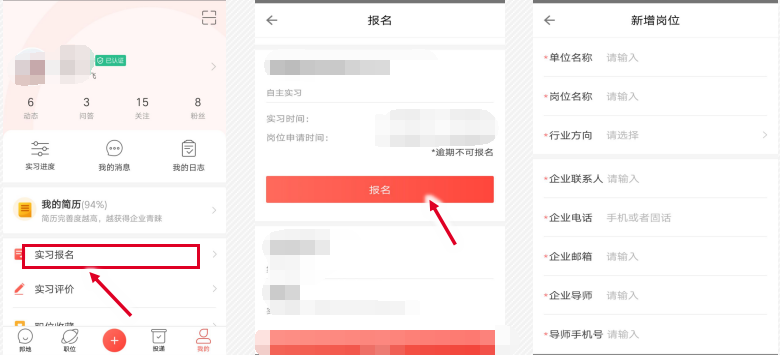 已认证
飞
6 3 15 8
动态 问答 关注 粉丝
实习进度 我的消息 我的日志
我的简历(94%)
简历完善度越高，越获得企业青睐
实习报名
实习评价
职位收藏
职位 投递 我的
报名
自主实习
实习时间：
岗位申请时间：
*逾期不可报名
报名
新增岗位
*单位名称 请输入
*岗位名称 请输入
*行业方向 请选择
*企业联系人 请输入
*企业电话 手机或者固话
*企业邮箱 请输入
*企业导师 请输入
*导师手机号 请输入